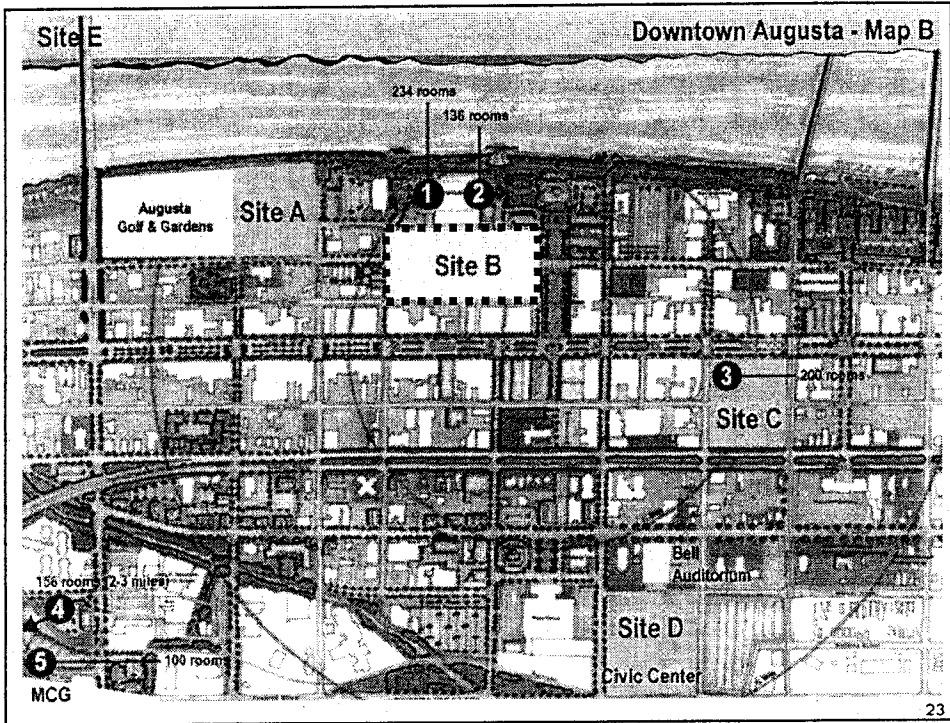 Site E
Downtown Augusta - Map B
234 rooms
136 rooms
1
2
Augusta
Golf & Gardens
Site A
Site B
3
200 rooms
Site C
Bell
Auditorium
156 rooms (2-3 miles)
4
Site D
5
100 rooms
Civic Center
MCG
23